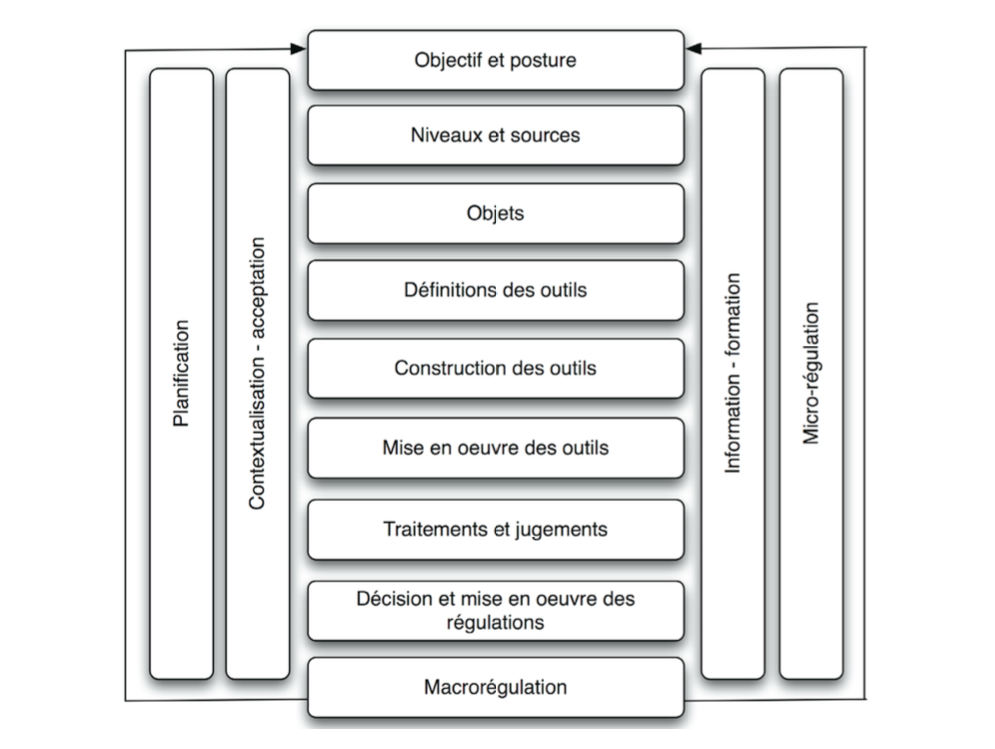 Objectif et posture
Niveaux et sources
Objets
Définitions des outils
Construction des outils
Mise en oeuvre des outils
Traitements et jugements
Décision et mise en oeuvre des
régulations
Macrorégulation
Planification
Contextualisation - acceptation
Information - formation
Micro-régulation